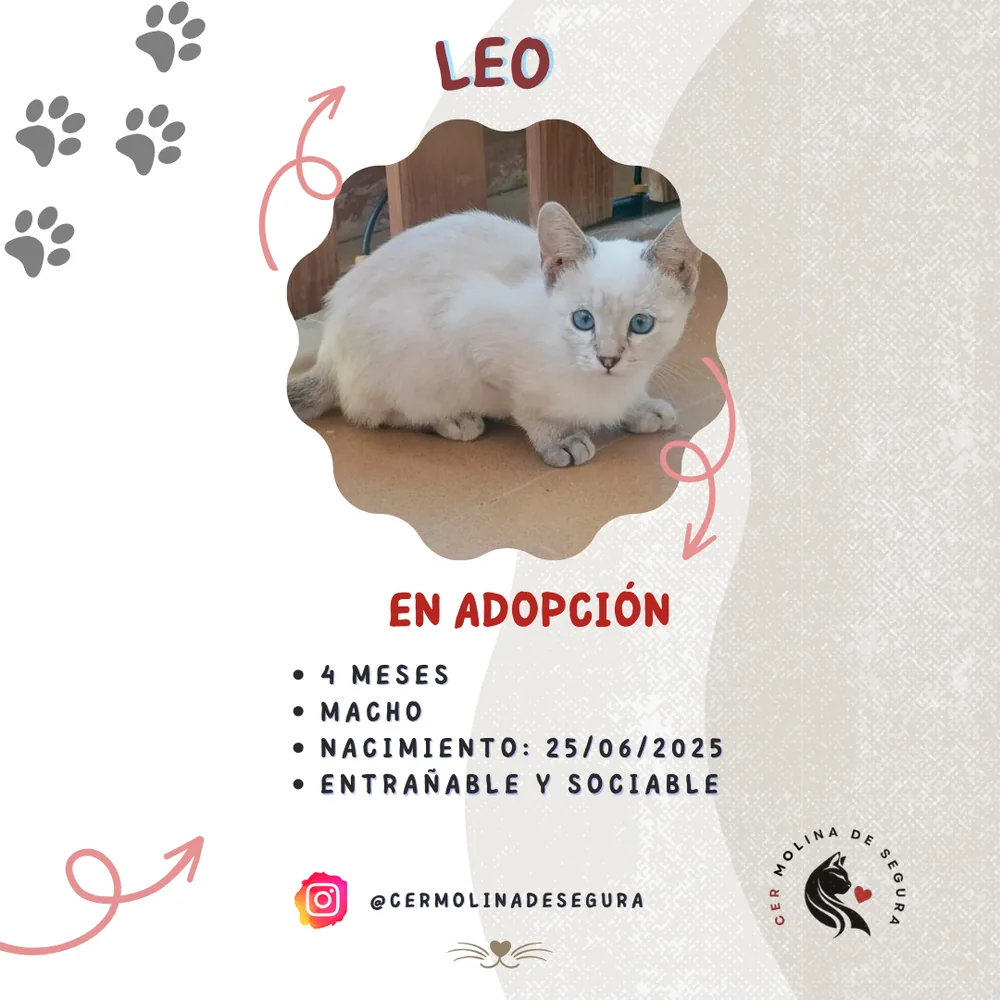 LEO
EN ADOPCIÓN
• 4 MESES
• MACHO
• NACIMIENTO: 25/06/2025
• ENTRAÑABLE Y SOCIABLE
@CERMOLINADESEGURA
CER MOLINA DE SEGURA